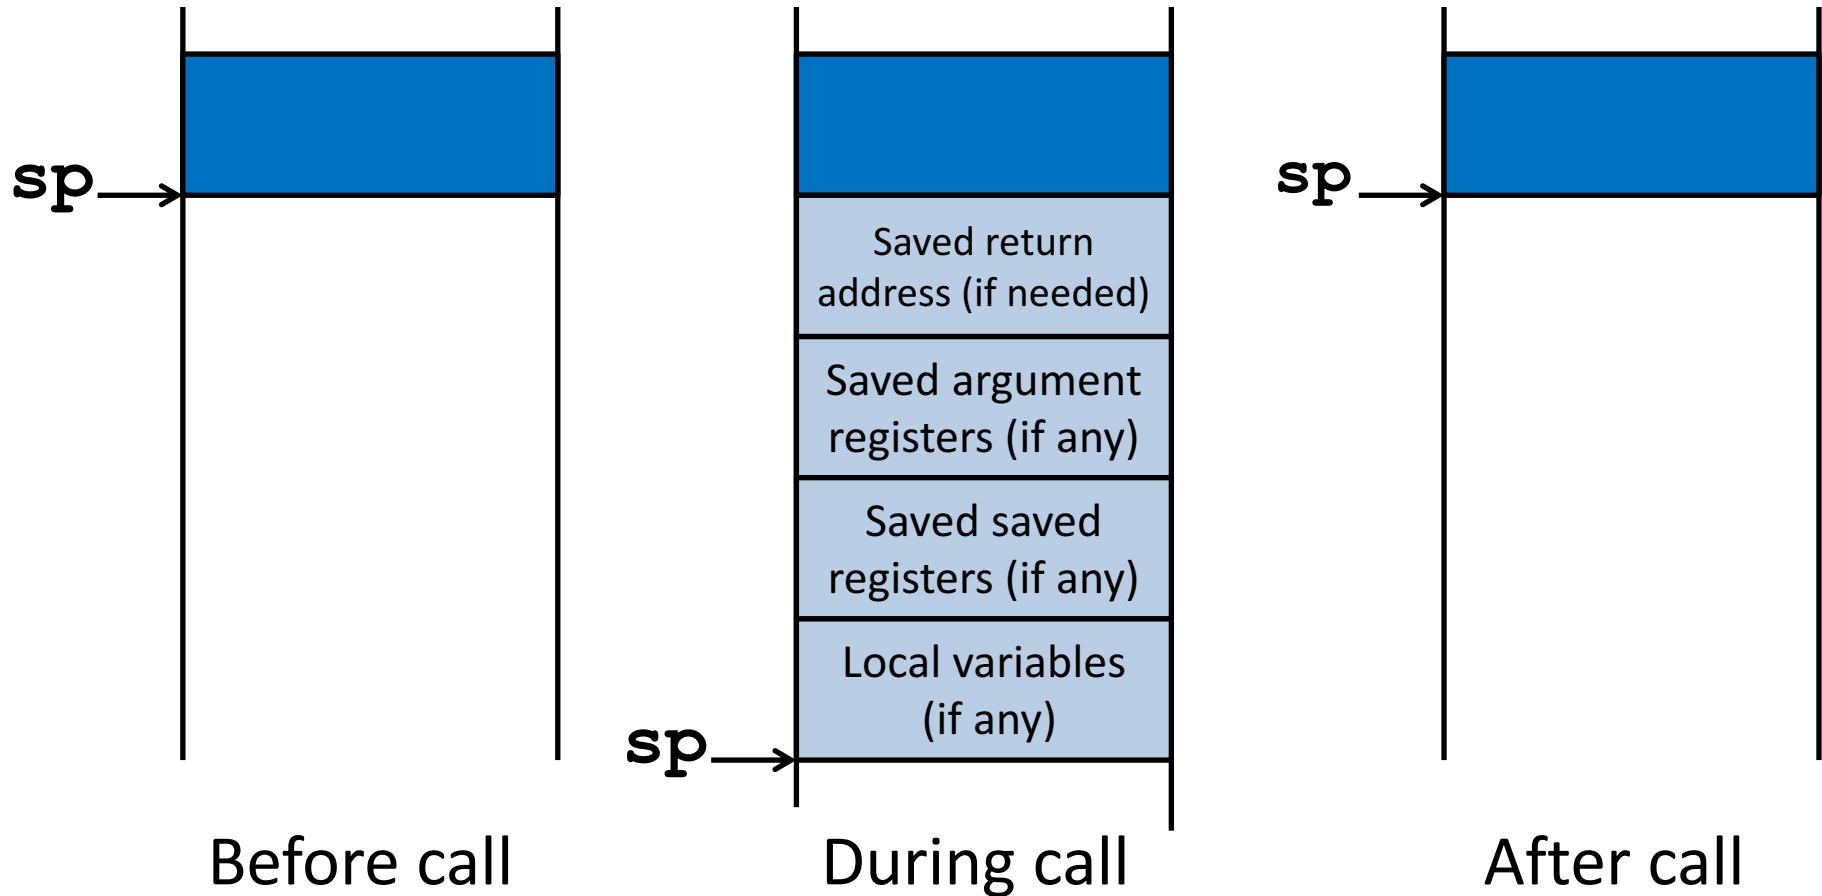 sp
Before call
Saved return
address (if needed)
Saved argument
registers (if any)
Saved saved
registers (if any)
Local variables
(if any)
sp
During call
sp
After call